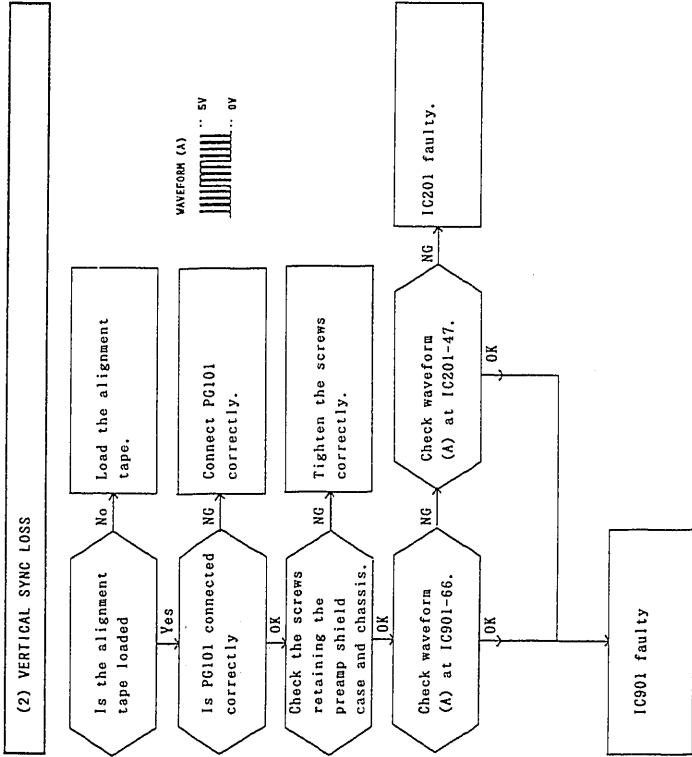 (2) VERTICAL SYNC LOSS
Is the alignment
tape loaded
No
Load the alignment
tape.
Yes
Is PG101 connected
correctly
NG
Connect PG101
correctly.
OK
Check the screws
retaining the
preamp shield
case and chassis.
NG
Tighten the screws
correctly.
OK
Check waveform
(A) at IC901-66.
NG
Check waveform
(A) at IC201-47.
NG
IC201 faulty.
OK
OK
IC901 faulty
WAVEFORM (A)
5V
0V